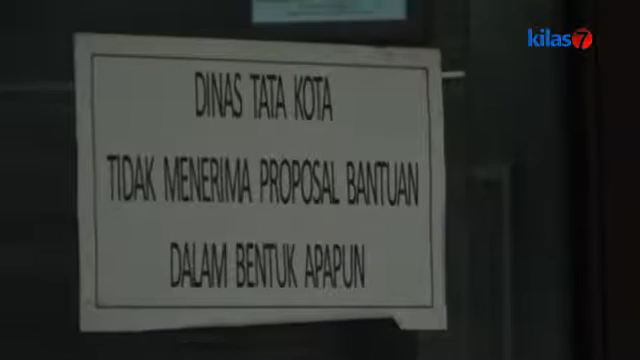 kilas7
DINAS TATA KOTA
TIDAK MENERIMA PROPOSAL BANTUAN
DALAM BENTUK APAPUN